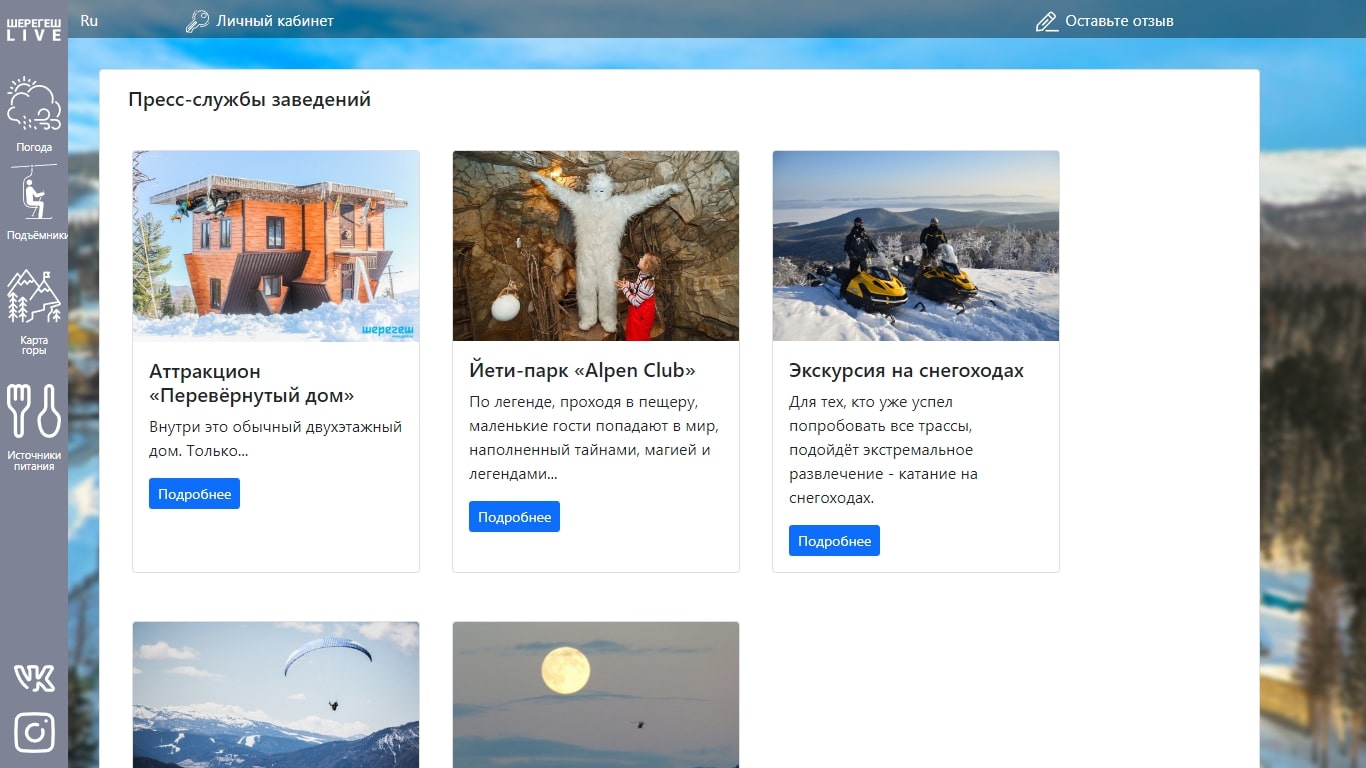 ШЕРЕГЕШ
LIVE
Ru
Личный кабинет
Оставьте отзыв
Погода
Подъёмники
Карта
горы
Источники
питания
Пресс-службы заведений
шерегеш
Аттракцион
«Перевёрнутый дом»
Внутри это обычный двухэтажный
дом. Только...
Подробнее
Йети-парк «Alpen Club»
По легенде, проходя в пещеру,
маленькие гости попадают в мир,
наполненный тайнами, магией и
легендами...
Подробнее
Экскурсия на снегоходах
Для тех, кто уже успел
попробовать все трассы,
подойдёт экстремальное
развлечение - катание на
снегоходах.
Подробнее